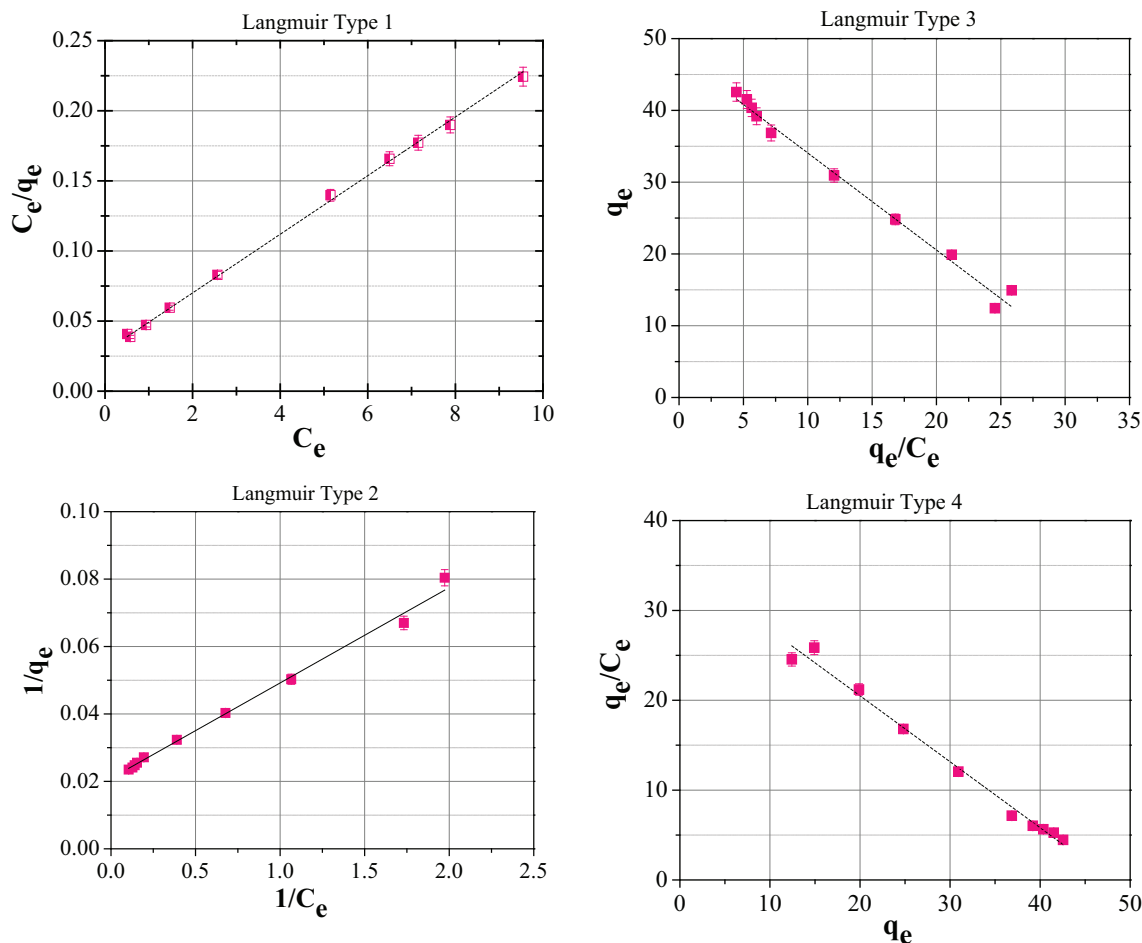 Langmuir Type 1
0.25
0.20
0.15
0.10
0.05
0.00
C_e/q_e
0 2 4 6 8 10
C_e
Langmuir Type 3
50
40
30
20
10
0
q_e
0 5 10 15 20 25 30 35
q_e/C_e
Langmuir Type 2
0.10
0.08
0.06
0.04
0.02
0.00
1/q_e
0.0 0.5 1.0 1.5 2.0 2.5
1/C_e
Langmuir Type 4
40
30
20
10
0
q_e/C_e
0 10 20 30 40 50
q_e